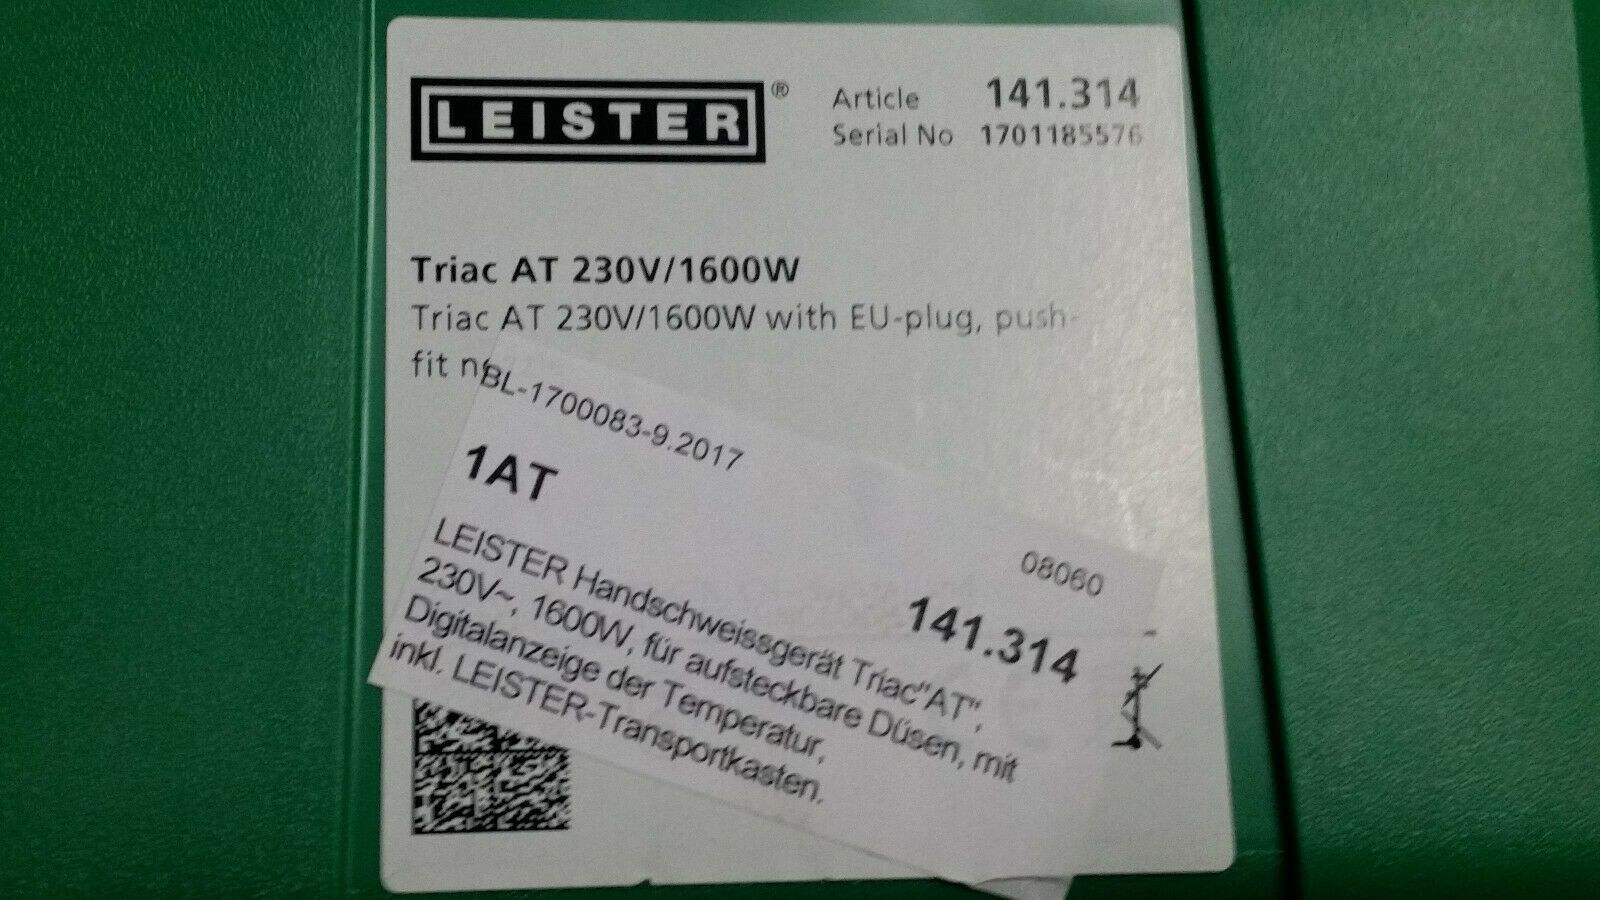 LEISTER®
Article 141.314
Serial No 1701185576
Triac AT 230V/1600W
Triac AT 230V/1600W with EU-plug, push-
fit
BL-1700083-9.2017
1AT
08060
141.314
LEISTER Handschweissgerät Triac"AT",
230V~, 1600W, für aufsteckbare Düsen, mit
Digitalanzeige der Temperatur,
inkl. LEISTER-Transportkasten.